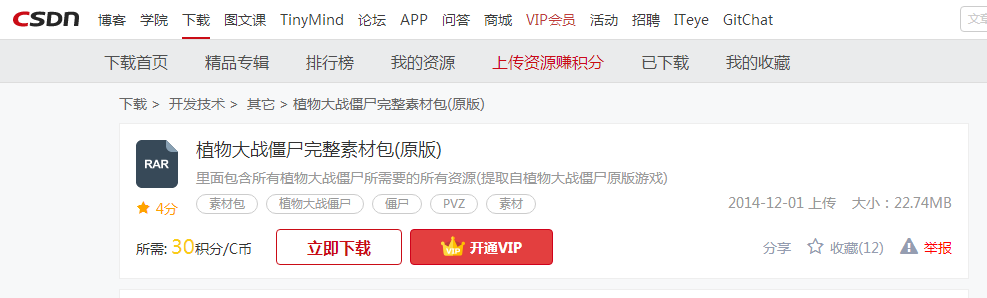 CSDN 博客 学院 下载 图文课 TinyMind 论坛 APP 问答 商城 VIP会员 活动 招聘 ITeye GitChat
下载首页 精品专辑 排行榜 我的资源 上传资源赚积分 已下载 我的收藏
下载 > 开发技术 > 其它 > 植物大战僵尸完整素材包(原版)
RAR 植物大战僵尸完整素材包(原版)
里面包含所有植物大战僵尸所需要的所有资源(提取自植物大战僵尸原版游戏)
4分 素材包 植物大战僵尸 僵尸 PVZ 素材 2014-12-01 上传 大小：22.74MB
所需: 30积分/C币 立即下载 VIP 开通VIP 分享 收藏(12) 举报